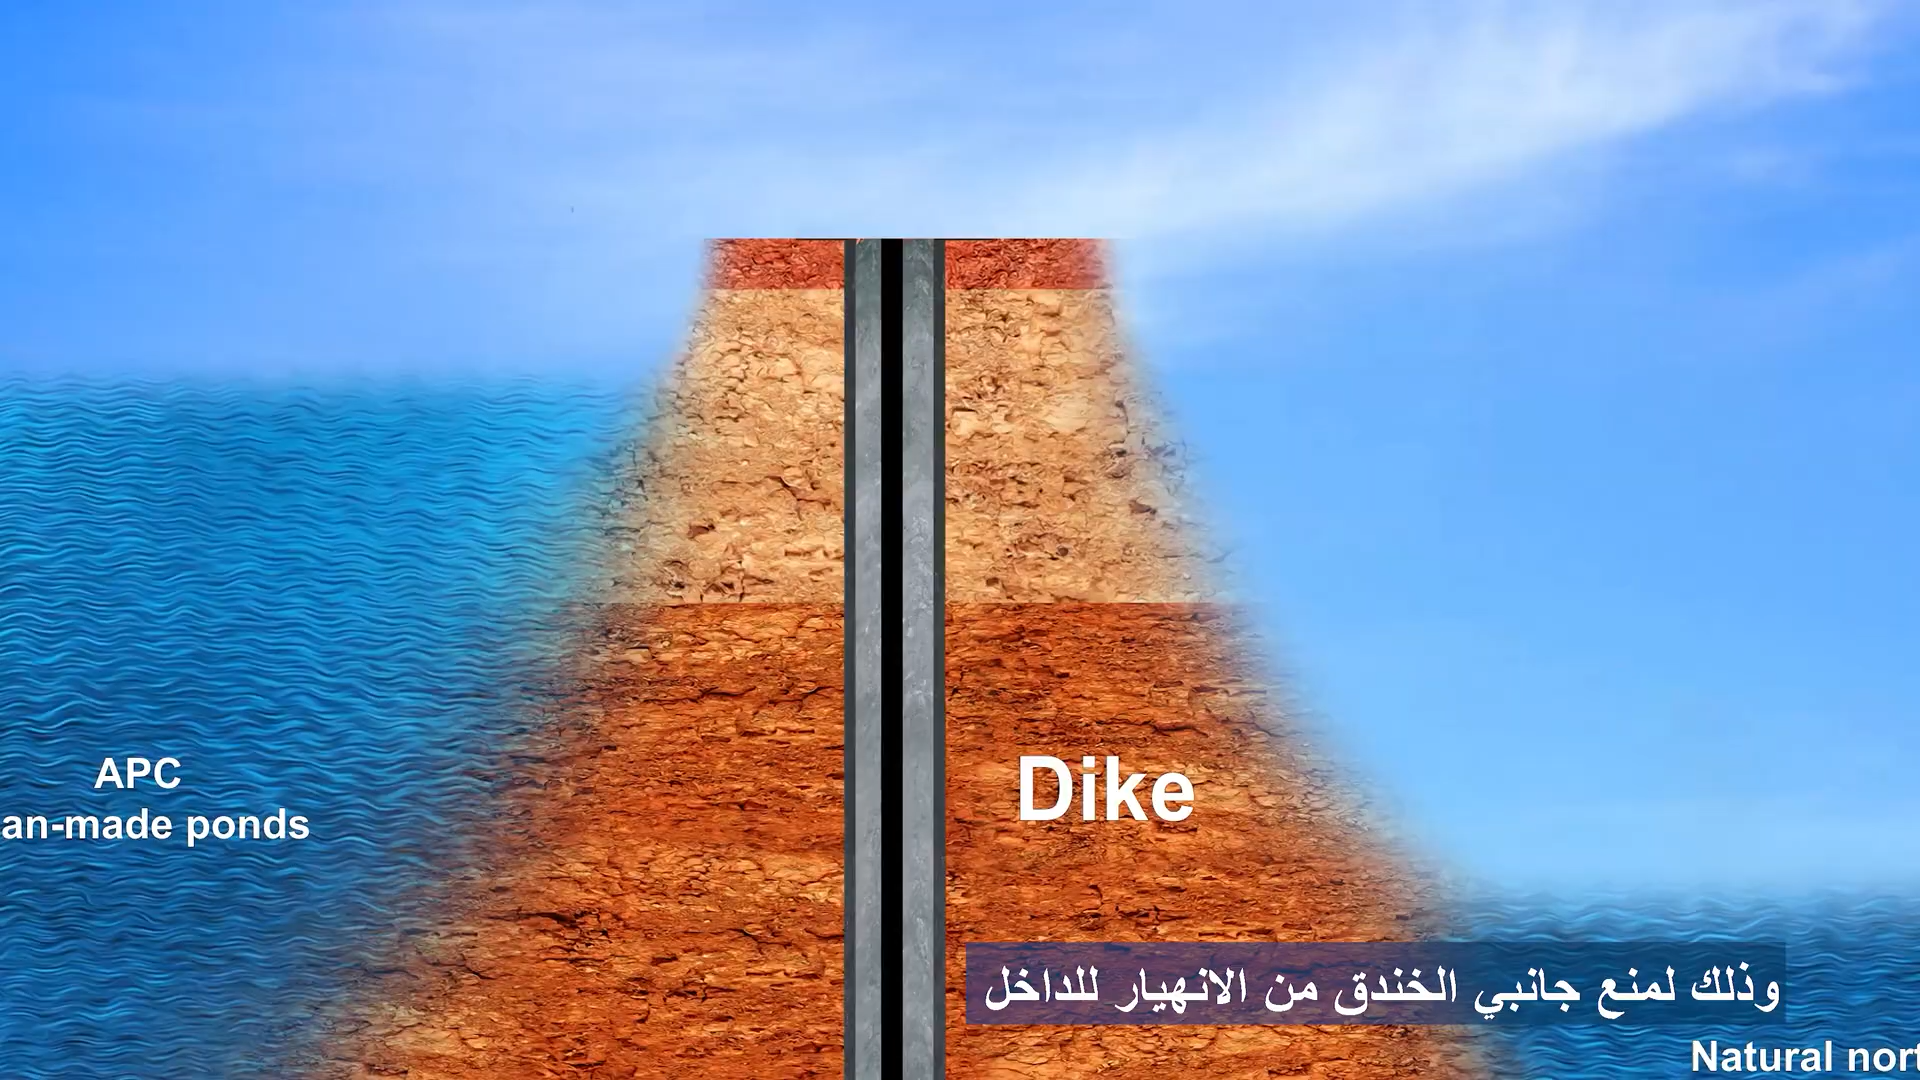 APC
an-made ponds
Dike
وذلك لمنع جانبي الخندق من الانهيار للداخل
Natural nort